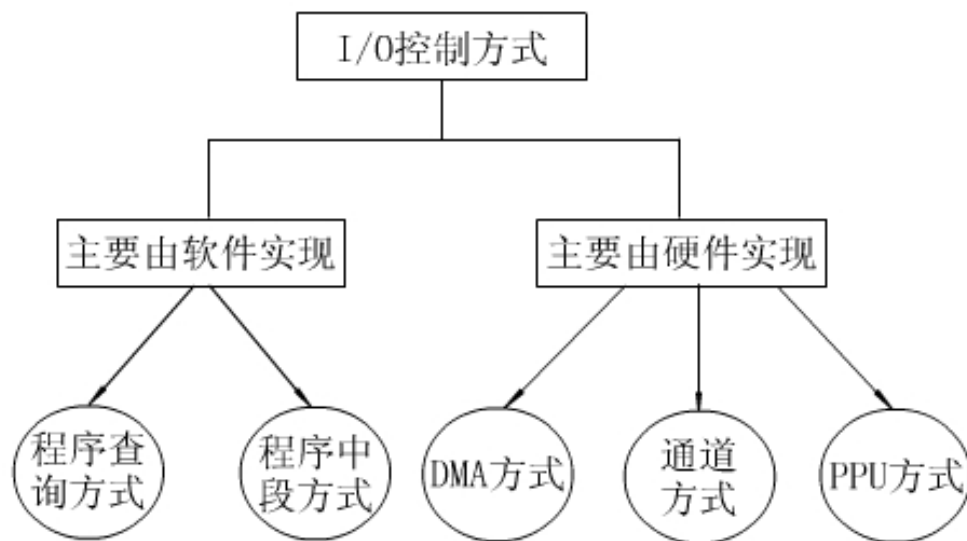 I/O控制方式
主要由软件实现
主要由硬件实现
程序查
询方式
程序中
段方式
DMA方式
通道
方式
PPU方式